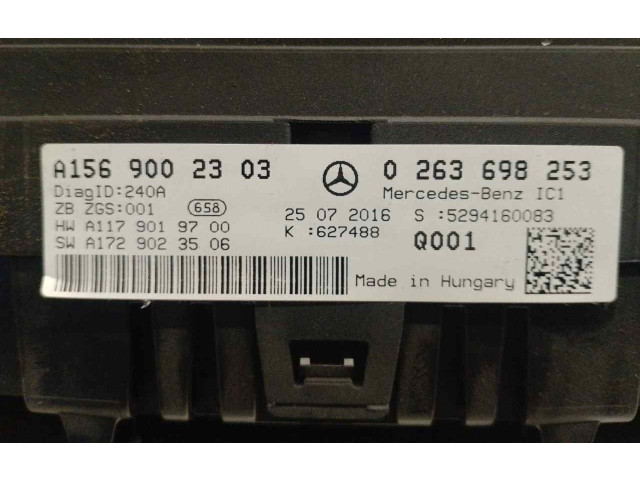 A156 900 23 03
0 263 698 253
DiagID:240A
Mercedes-Benz IC1
ZB ZGS:001
658
25 07 2016
S :5294160083
HW A117 901 97 00
K :627488
Q001
SW A172 902 35 06
Made in Hungary